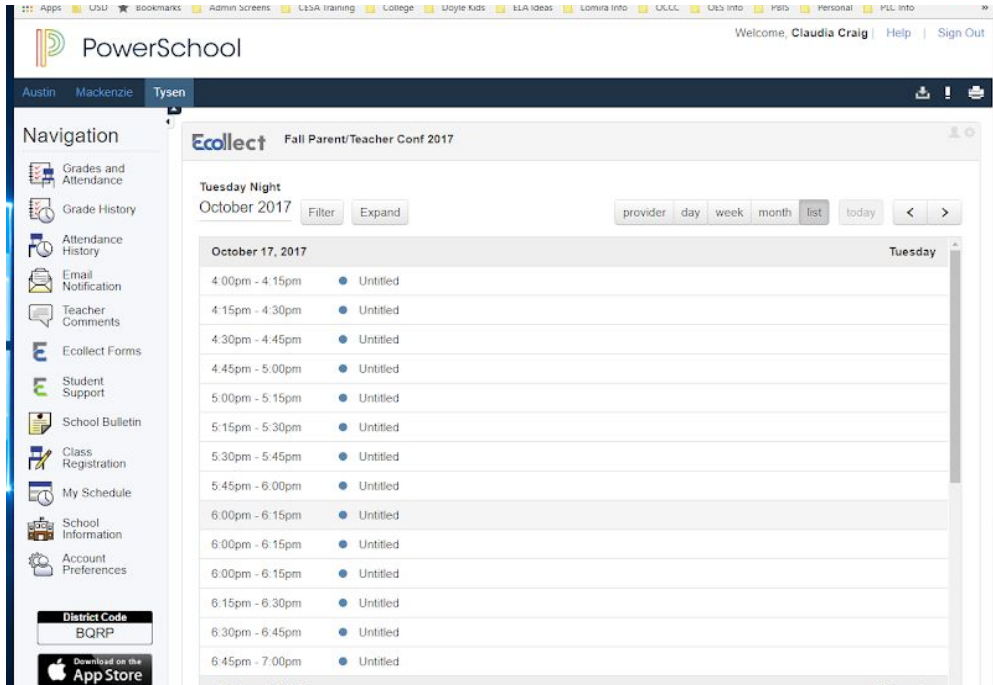 Apps USD Bookmarks Admin Screens CESA Training College Doyle Kids ELA Ideas Lomira Info OCCC OES Info PBIS Personal PLC Info »
Welcome, Claudia Craig | Help | Sign Out
PowerSchool
Austin Mackenzie Tysen
Navigation
Grades and
Attendance
Grade History
Attendance
History
Email
Notification
Teacher
Comments
Ecollect Forms
Student
Support
School Bulletin
Class
Registration
My Schedule
School
Information
Account
Preferences
District Code
BQRP
Download on the
App Store
Ecollect Fall Parent/Teacher Conf 2017
Tuesday Night
October 2017 Filter Expand provider day week month list today < >
October 17, 2017 Tuesday
4:00pm - 4:15pm Untitled
4:15pm - 4:30pm Untitled
4:30pm - 4:45pm Untitled
4:45pm - 5:00pm Untitled
5:00pm - 5:15pm Untitled
5:15pm - 5:30pm Untitled
5:30pm - 5:45pm Untitled
5:45pm - 6:00pm Untitled
6:00pm - 6:15pm Untitled
6:00pm - 6:15pm Untitled
6:00pm - 6:15pm Untitled
6:15pm - 6:30pm Untitled
6:30pm - 6:45pm Untitled
6:45pm - 7:00pm Untitled